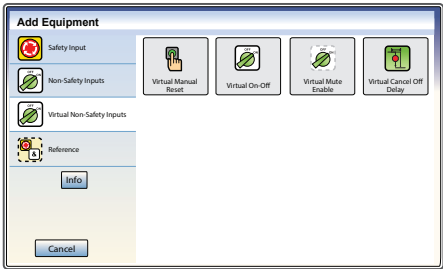 Add Equipment
Safety Input
Non-Safety Inputs
Virtual Non-Safety Inputs
Reference
Info
Cancel
Virtual Manual
Reset
Virtual On-Off
Virtual Mute
Enable
Virtual Cancel Off
Delay